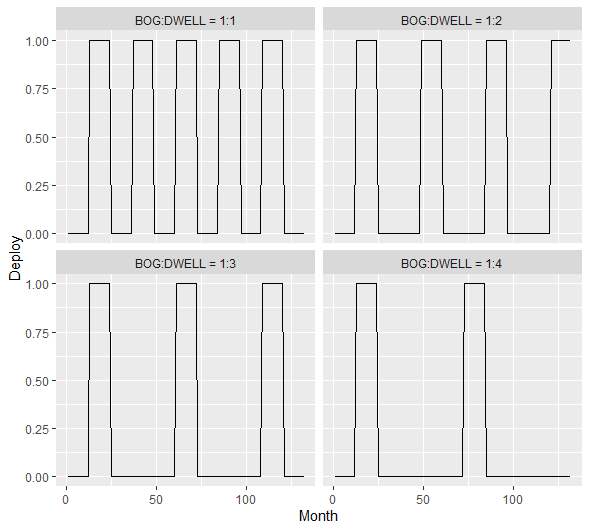 BOG:DWELL = 1:1
BOG:DWELL = 1:2
1.00
0.75
0.50
0.25
0.00
BOG:DWELL = 1:3
BOG:DWELL = 1:4
1.00
0.75
0.50
0.25
0.00
Deploy
0 50 100 0 50 100
Month